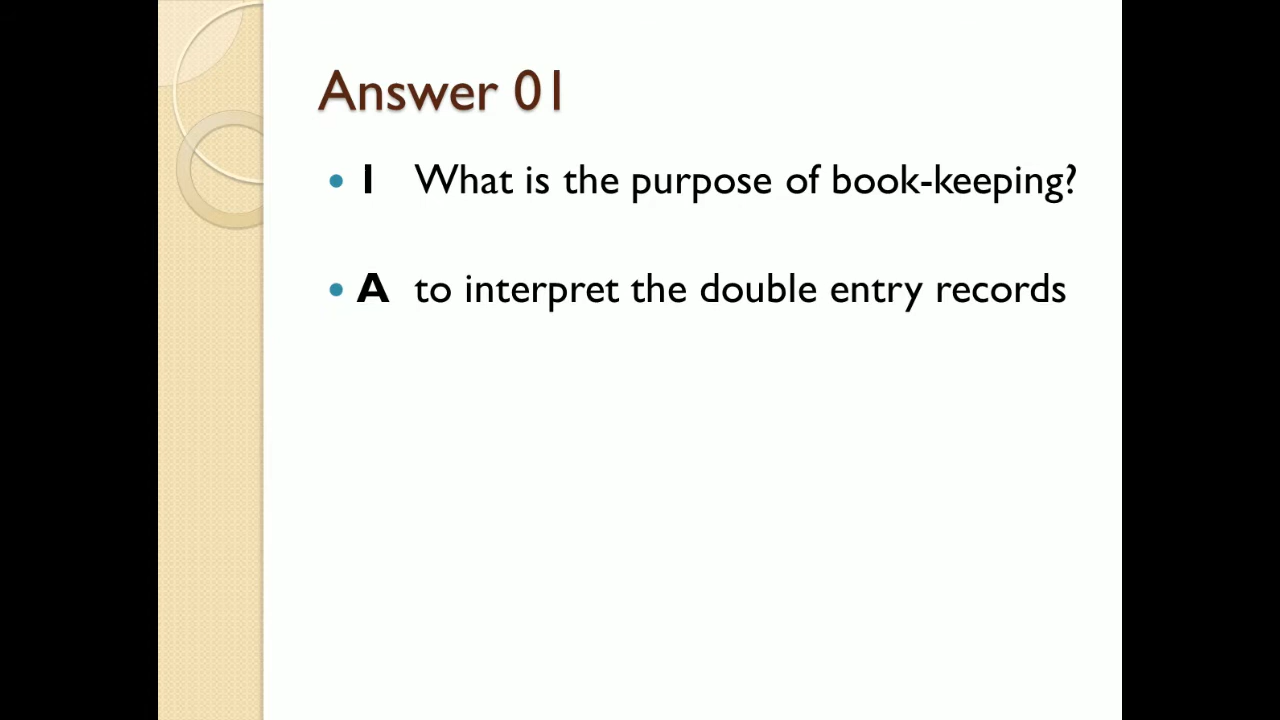 Answer 01
• 1 What is the purpose of book-keeping?
• A to interpret the double entry records